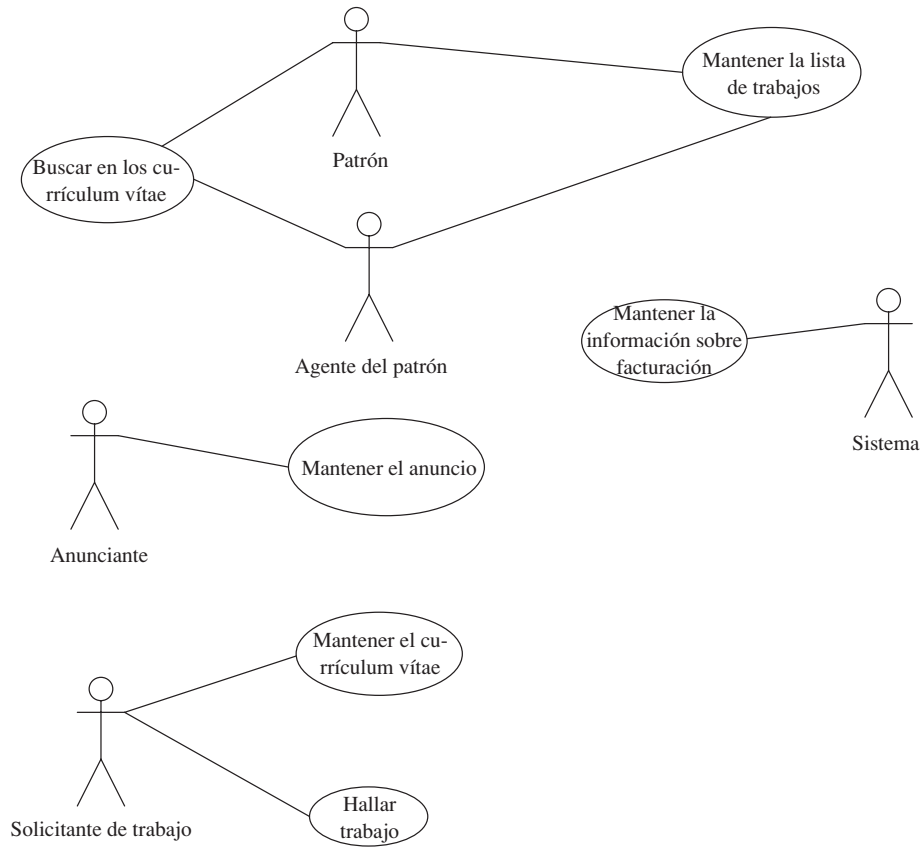 Mantener la lista
de trabajos
Patrón
Buscar en los cu-
rrículum vítae
Agente del patrón
Mantener la
información sobre
facturación
Sistema
Mantener el anuncio
Anunciante
Mantener el cu-
rrículum vítae
Solicitante de trabajo
Hallar
trabajo